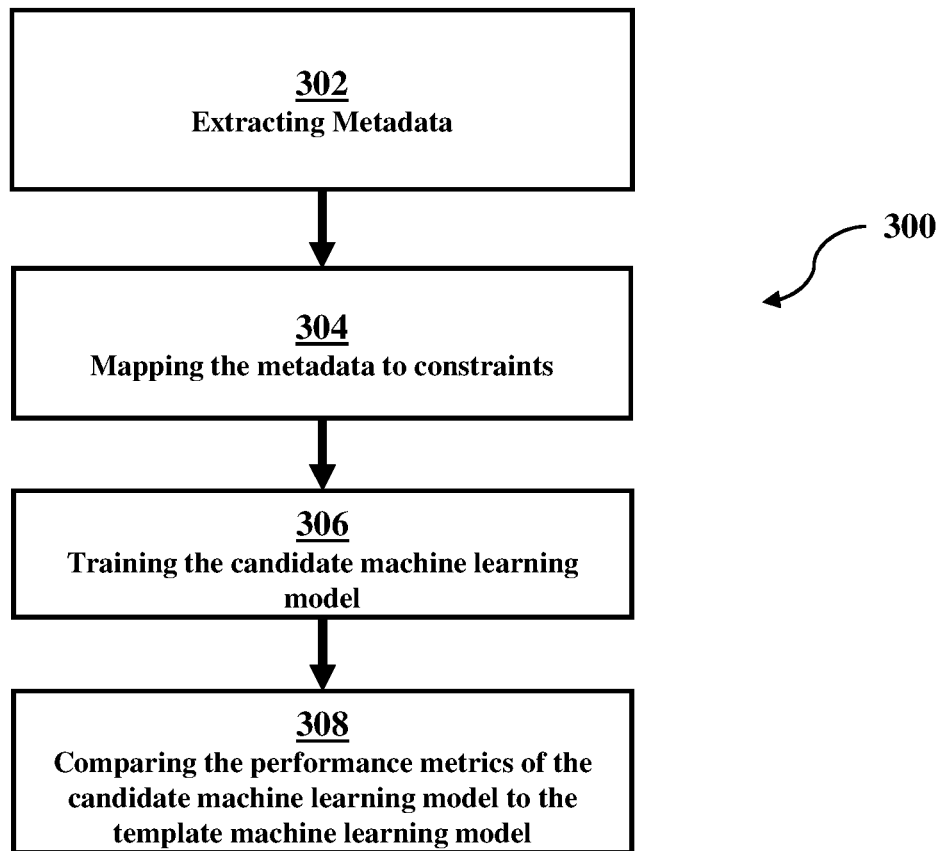 302
Extracting Metadata
300
304
Mapping the metadata to constraints
306
Training the candidate machine learning
model
308
Comparing the performance metrics of the
candidate machine learning model to the
template machine learning model